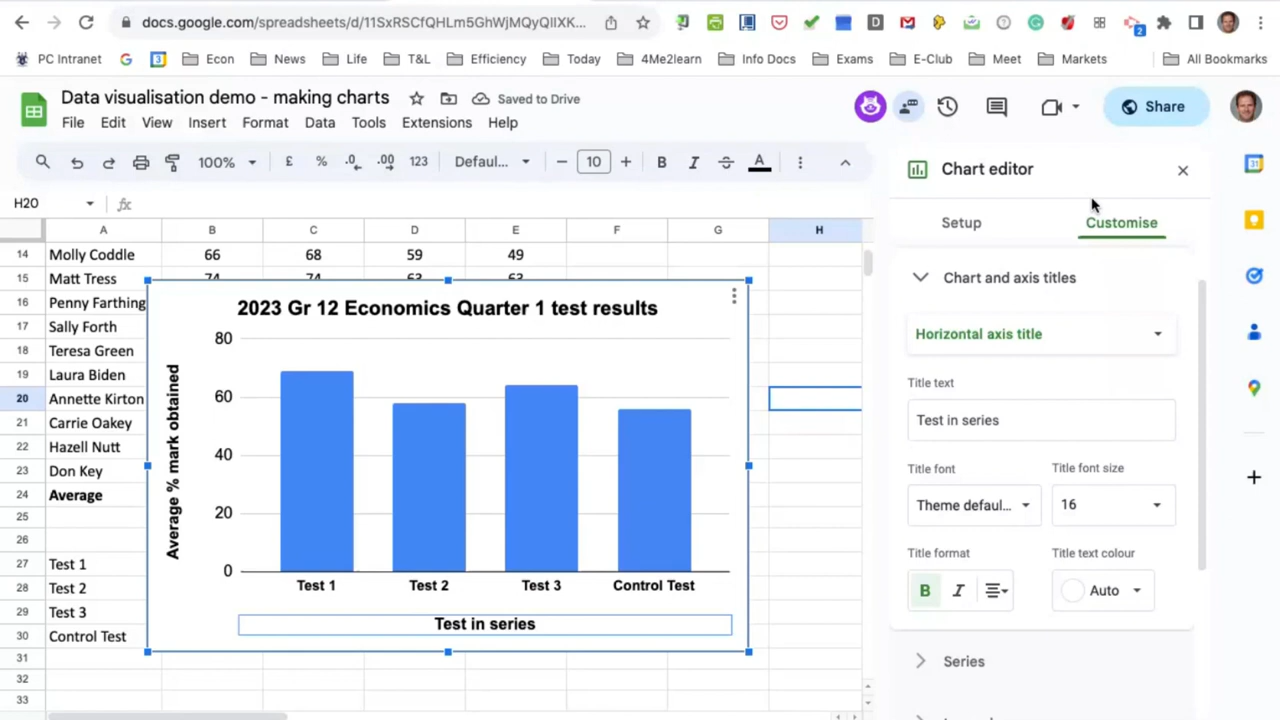 docs.google.com/spreadsheets/d/11SxRSCfQHLm5GhWjMQyQIlXK...
2
PC Intranet Econ News Life T&L Efficiency Today 4Me2learn Info Docs Exams E-Club Meet Markets All Bookmarks
Data visualisation demo - making charts Saved to Drive
Share
File Edit View Insert Format Data Tools Extensions Help
100% £ % .0 .00 123 Defaul... 10 B I A
H20 fx
A B C D E F G H
14 Molly Coddle 66 68 59 49
15 Matt Tress 74 74 63 63
16 Penny Farthing
17 Sally Forth
18 Teresa Green
19 Laura Biden
20 Annette Kirton
21 Carrie Oakey
22 Hazell Nutt
23 Don Key
24 Average
25
26
27 Test 1
28 Test 2
29 Test 3
30 Control Test
31
32
33
2023 Gr 12 Economics Quarter 1 test results
Average % mark obtained
80
60
40
20
0
Test 1 Test 2 Test 3 Control Test
Test in series
Chart editor
Setup Customise
Chart and axis titles
Horizontal axis title
Title text
Test in series
Title font Title font size
Theme defaul... 16
Title format Title text colour
B I Auto
Series